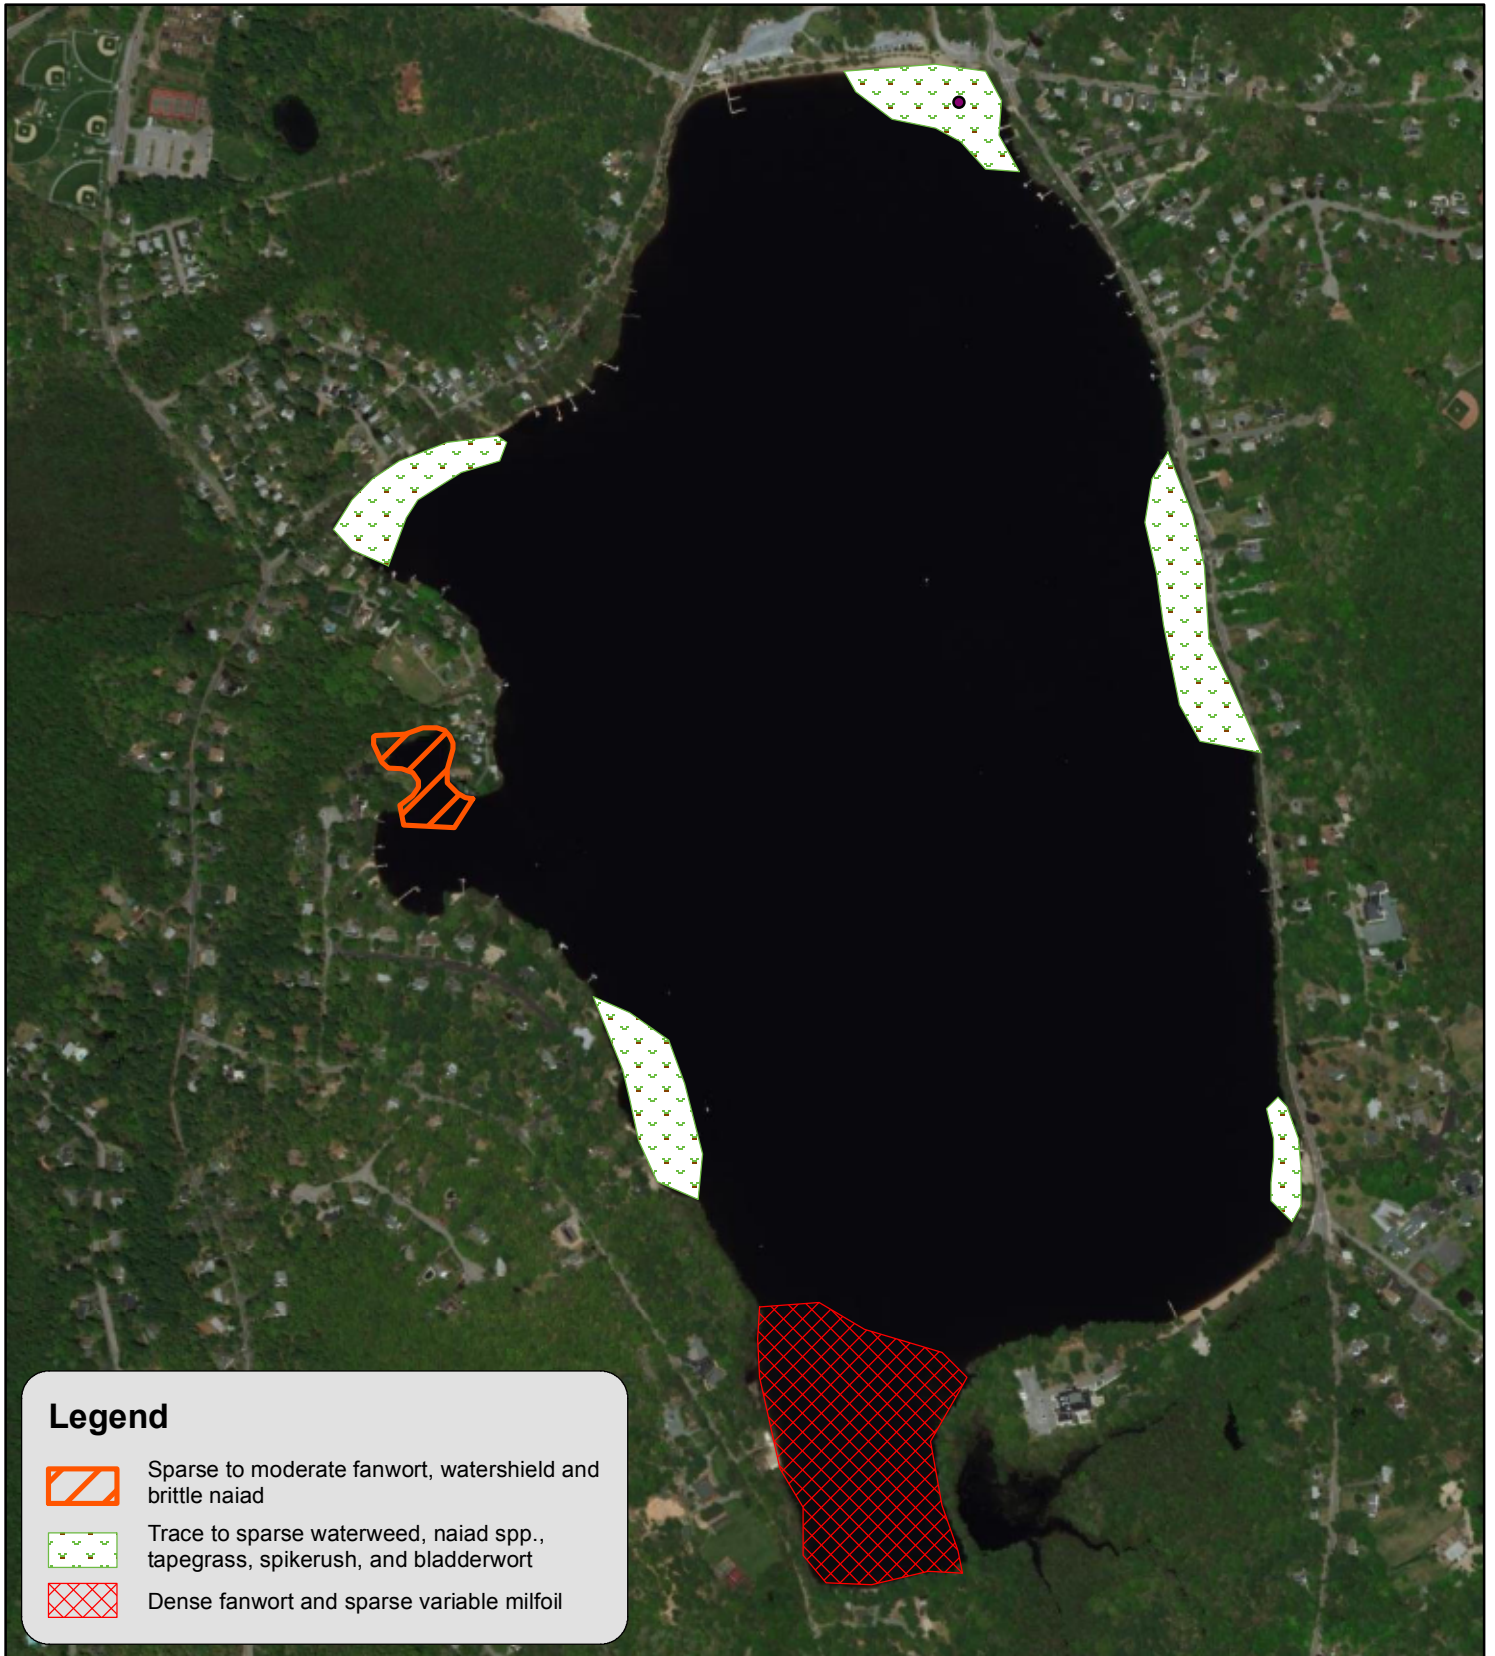 Legend
Sparse to moderate fanwort, watershield and
brittle naiad
Trace to sparse waterweed, naiad spp.,
tapegrass, spikerush, and bladderwort
Dense fanwort and sparse variable milfoil